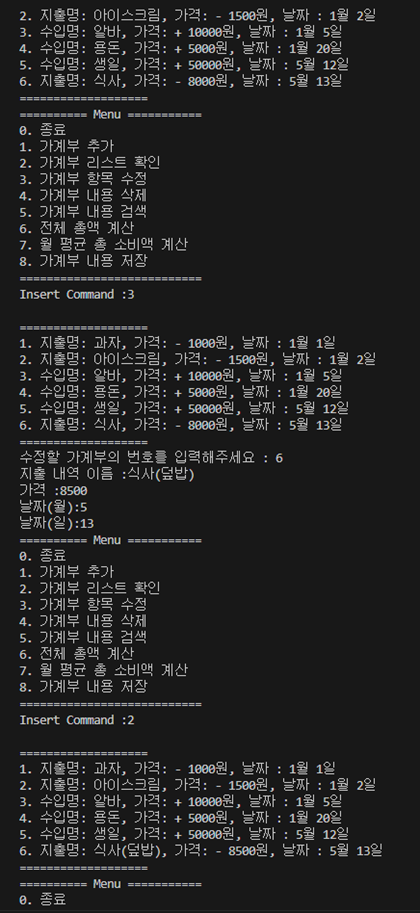 2. 지출명: 아이스크림, 가격: - 1500원, 날짜 : 1월 2일
3. 수입명: 알바, 가격: + 10000원, 날짜 : 1월 5일
4. 수입명: 용돈, 가격: + 5000원, 날짜 : 1월 20일
5. 수입명: 생일, 가격: + 50000원, 날짜 : 5월 12일
6. 지출명: 식사, 가격: - 8000원, 날짜 : 5월 13일
===================
========== Menu ===========
0. 종료
1. 가계부 추가
2. 가계부 리스트 확인
3. 가계부 항목 수정
4. 가계부 내용 삭제
5. 가계부 내용 검색
6. 전체 총액 계산
7. 월 평균 총 소비액 계산
8. 가계부 내용 저장
===========================
Insert Command :3
===================
1. 지출명: 과자, 가격: - 1000원, 날짜 : 1월 1일
2. 지출명: 아이스크림, 가격: - 1500원, 날짜 : 1월 2일
3. 수입명: 알바, 가격: + 10000원, 날짜 : 1월 5일
4. 수입명: 용돈, 가격: + 5000원, 날짜 : 1월 20일
5. 수입명: 생일, 가격: + 50000원, 날짜 : 5월 12일
6. 지출명: 식사, 가격: - 8000원, 날짜 : 5월 13일
===================
수정할 가계부의 번호를 입력해주세요 : 6
지출 내역 이름 :식사(덮밥)
가격 :8500
날짜(월):5
날짜(일):13
========== Menu ===========
0. 종료
1. 가계부 추가
2. 가계부 리스트 확인
3. 가계부 항목 수정
4. 가계부 내용 삭제
5. 가계부 내용 검색
6. 전체 총액 계산
7. 월 평균 총 소비액 계산
8. 가계부 내용 저장
===========================
Insert Command :2
===================
1. 지출명: 과자, 가격: - 1000원, 날짜 : 1월 1일
2. 지출명: 아이스크림, 가격: - 1500원, 날짜 : 1월 2일
3. 수입명: 알바, 가격: + 10000원, 날짜 : 1월 5일
4. 수입명: 용돈, 가격: + 5000원, 날짜 : 1월 20일
5. 수입명: 생일, 가격: + 50000원, 날짜 : 5월 12일
6. 지출명: 식사(덮밥), 가격: - 8500원, 날짜 : 5월 13일
===================
========== Menu ===========
0. 종료